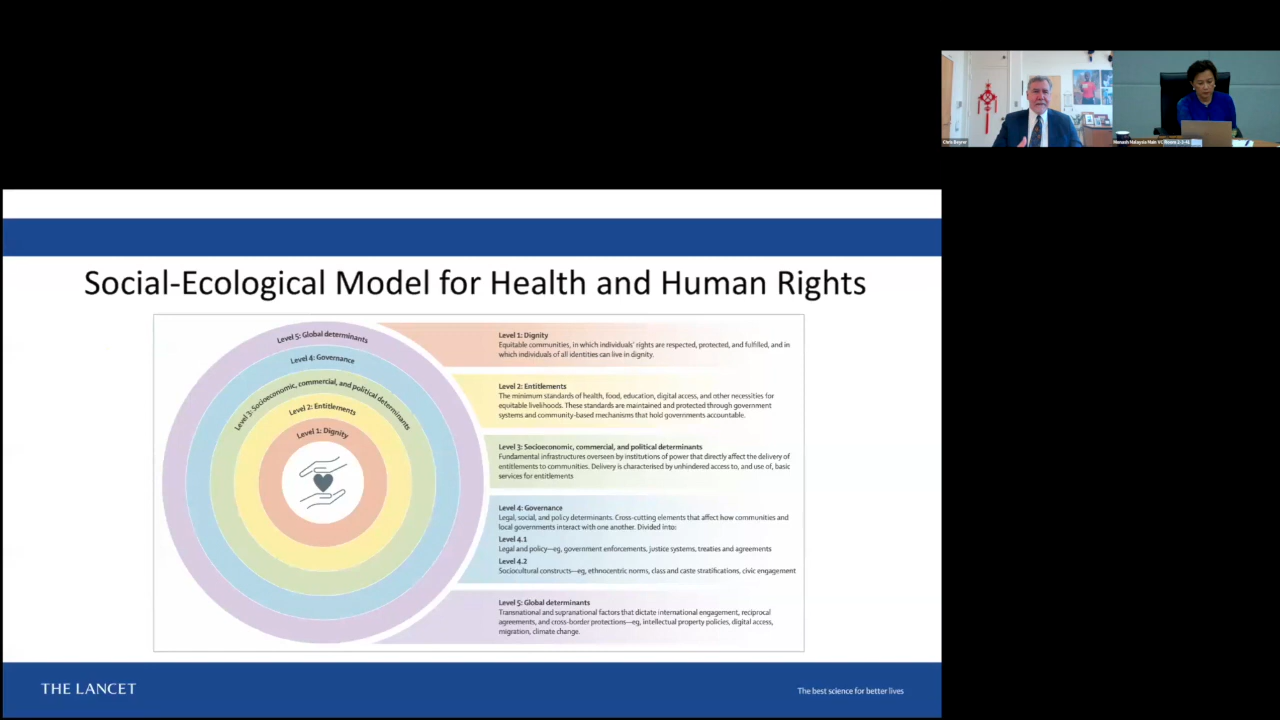 Chris Beyrer
Monash Malaysia Main VC Room 2-3-41
Social-Ecological Model for Health and Human Rights
Level 5: Global determinants
Level 4: Governance
Level 3: Socioeconomic, commercial, and political determinants
Level 2: Entitlements
Level 1: Dignity
Level 1: Dignity
Equitable communities, in which individuals' rights are respected, protected, and fulfilled, and in
which individuals of all identities can live in dignity.
Level 2: Entitlements
The minimum standards of health, food, education, digital access, and other necessities for
equitable livelihoods. These standards are maintained and protected through government
systems and community-based mechanisms that hold governments accountable.
Level 3: Socioeconomic, commercial, and political determinants
Fundamental infrastructures overseen by institutions of power that directly affect the delivery of
entitlements to communities. Delivery is characterised by unhindered access to, and use of, basic
services for entitlements
Level 4: Governance
Legal, social, and policy determinants. Cross-cutting elements that affect how communities and
local governments interact with one another. Divided into:
Level 4.1
Legal and policy—eg, government enforcements, justice systems, treaties and agreements
Level 4.2
Sociocultural constructs—eg, ethnocentric norms, class and caste stratifications, civic engagement
Level 5: Global determinants
Transnational and supranational factors that dictate international engagement, reciprocal
agreements, and cross-border protections—eg, intellectual property policies, digital access,
migration, climate change.
THE LANCET
The best science for better lives